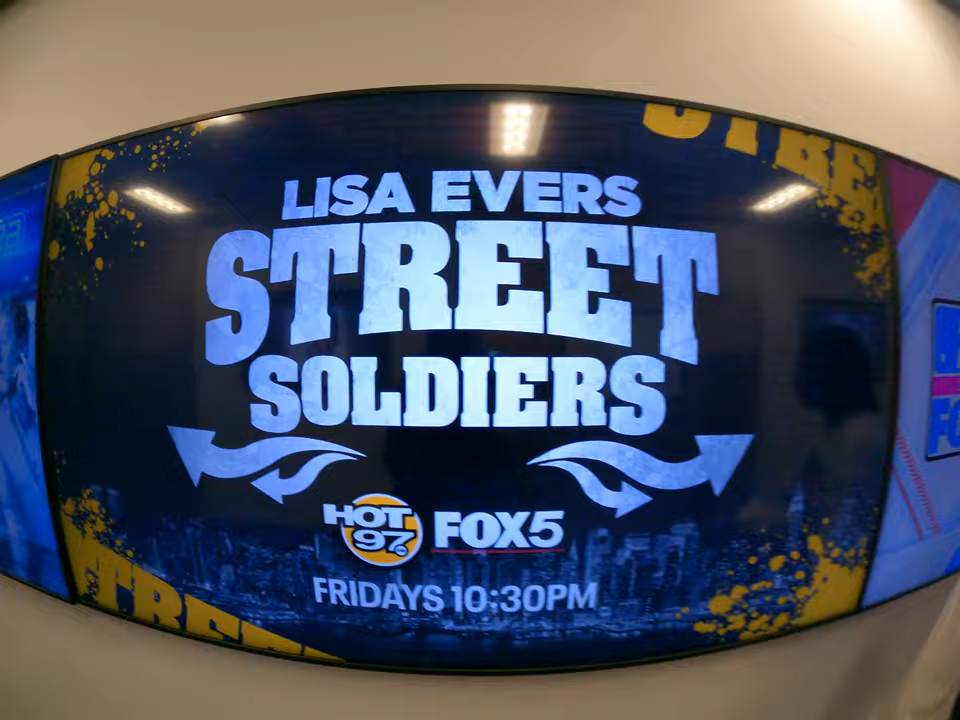 LISA EVERS
STREET
SOLDIERS
HOT
97
FOX5
FRIDAYS 10:30PM